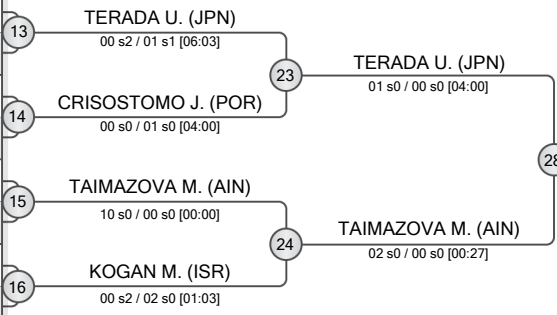 TERADA U. (JPN)
13
00 s2 / 01 s1 [06:03]
TERADA U. (JPN)
23
01 s0 / 00 s0 [04:00]
CRISOSTOMO J. (POR)
14
00 s0 / 01 s0 [04:00]
28
TAIMAZOVA M. (AIN)
15
10 s0 / 00 s0 [00:00]
TAIMAZOVA M. (AIN)
24
02 s0 / 00 s0 [00:27]
KOGAN M. (ISR)
16
00 s2 / 02 s0 [01:03]